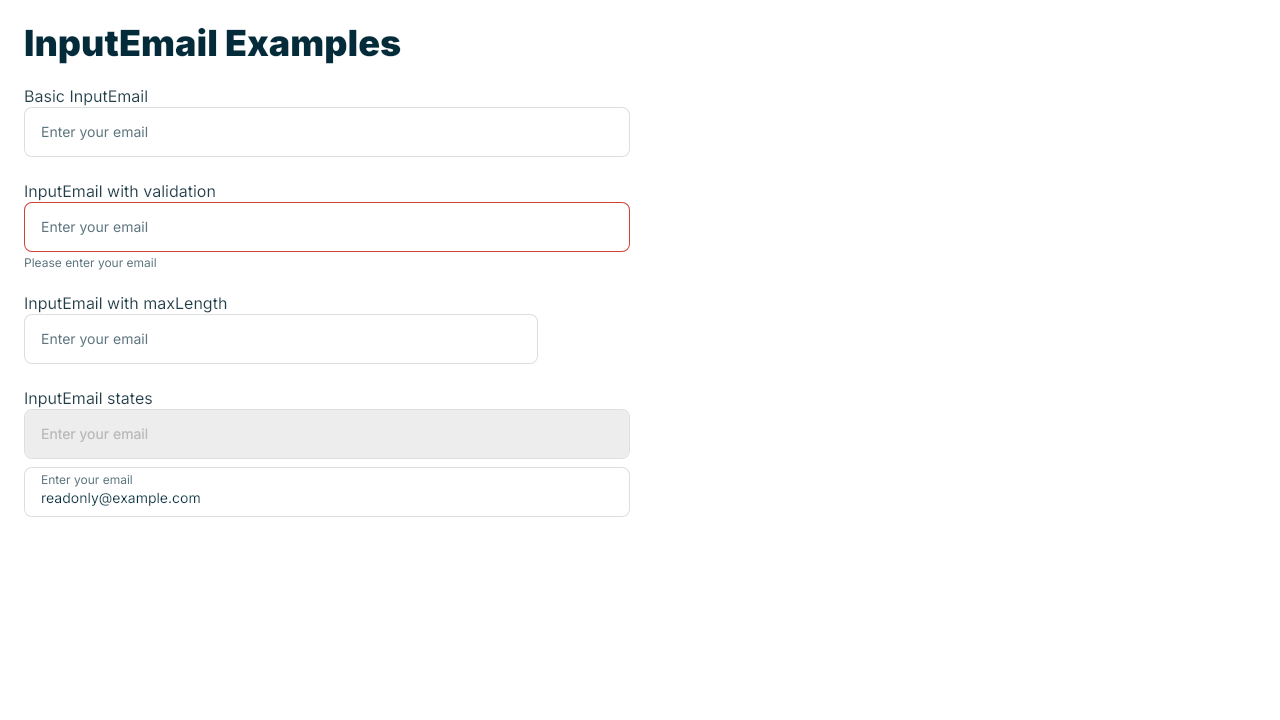 InputEmail Examples
Basic InputEmail
Enter your email
InputEmail with validation
Enter your email
Please enter your email
InputEmail with maxLength
Enter your email
InputEmail states
Enter your email
Enter your email
readonly@example.com